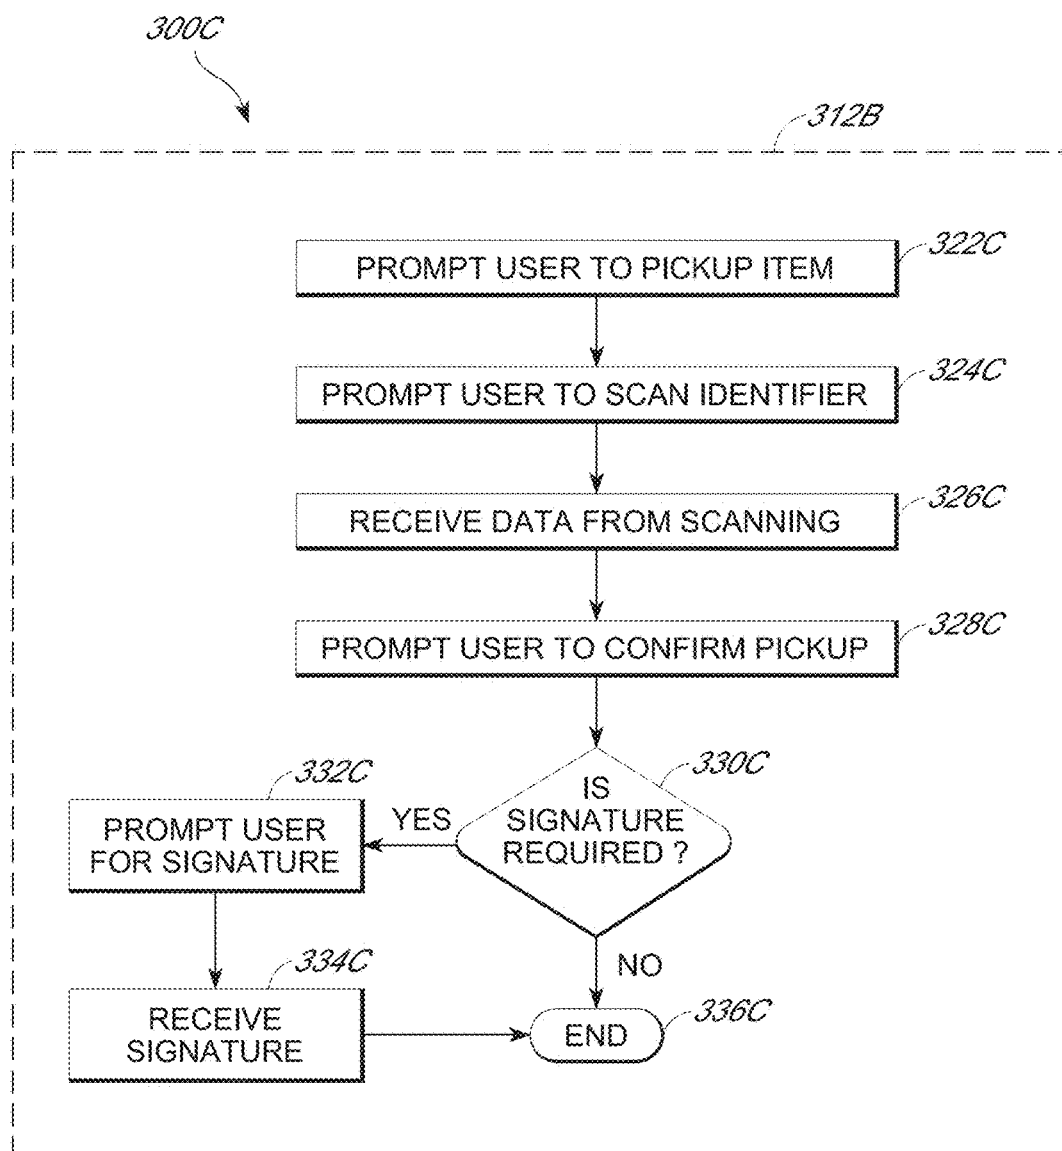 300C
312B
322C
PROMPT USER TO PICKUP ITEM
324C
PROMPT USER TO SCAN IDENTIFIER
326C
RECEIVE DATA FROM SCANNING
328C
PROMPT USER TO CONFIRM PICKUP
330C
IS
SIGNATURE
REQUIRED ?
332C
YES
PROMPT USER
FOR SIGNATURE
NO
334C
RECEIVE
SIGNATURE
336C
END